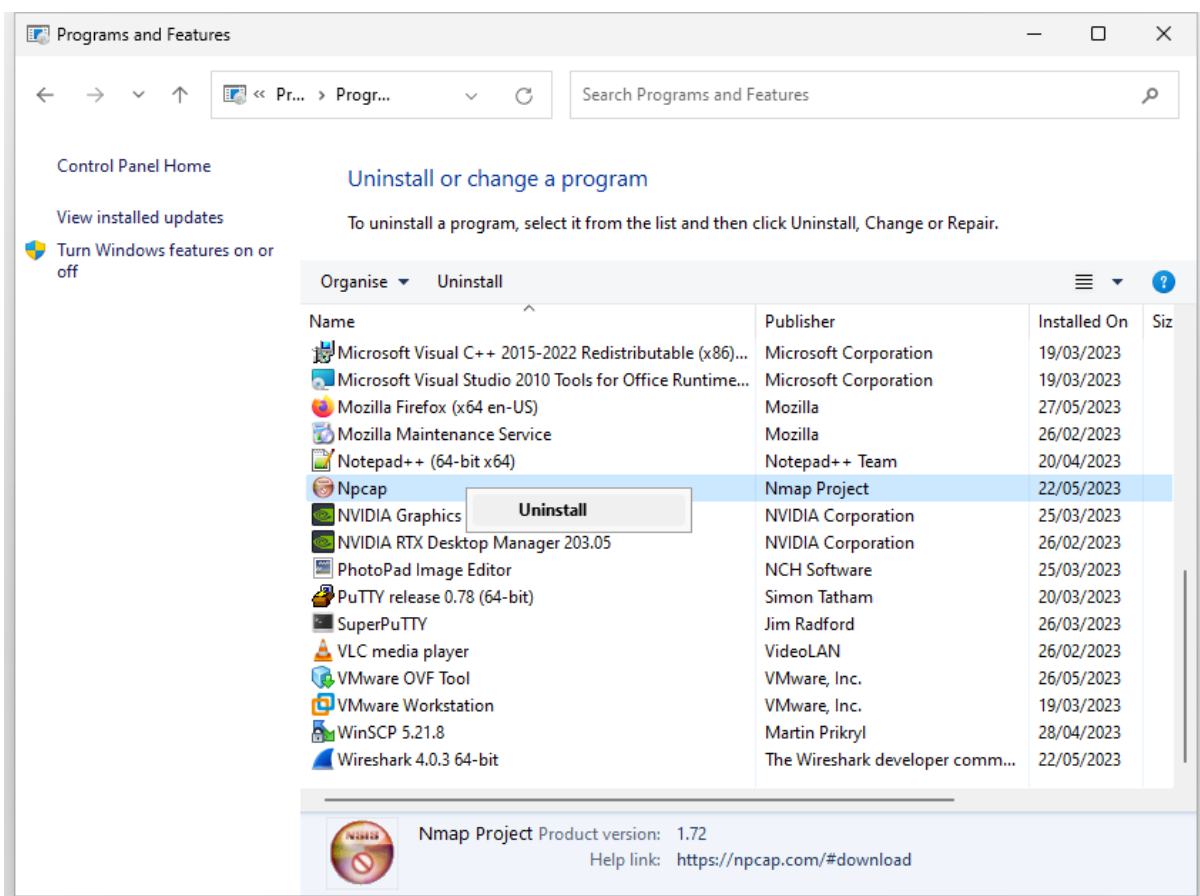 Programs and Features
« Pr... > Progr...
Search Programs and Features
Control Panel Home
View installed updates
Turn Windows features on or
off
Uninstall or change a program
To uninstall a program, select it from the list and then click Uninstall, Change or Repair.
Organise Uninstall
Name Publisher Installed On Siz
Microsoft Visual C++ 2015-2022 Redistributable (x86)... Microsoft Corporation 19/03/2023
Microsoft Visual Studio 2010 Tools for Office Runtime... Microsoft Corporation 19/03/2023
Mozilla Firefox (x64 en-US) Mozilla 27/05/2023
Mozilla Maintenance Service Mozilla 26/02/2023
Notepad++ (64-bit x64) Notepad++ Team 20/04/2023
Npcap Nmap Project 22/05/2023
Uninstall
NVIDIA Graphics NVIDIA Corporation 25/03/2023
NVIDIA RTX Desktop Manager 203.05 NVIDIA Corporation 26/02/2023
PhotoPad Image Editor NCH Software 25/03/2023
PuTTY release 0.78 (64-bit) Simon Tatham 20/03/2023
SuperPuTTY Jim Radford 26/03/2023
VLC media player VideoLAN 26/02/2023
VMware OVF Tool VMware, Inc. 26/05/2023
VMware Workstation VMware, Inc. 19/03/2023
WinSCP 5.21.8 Martin Prikryl 28/04/2023
Wireshark 4.0.3 64-bit The Wireshark developer comm... 22/05/2023
NSIS
Nmap Project Product version: 1.72
Help link: https://npcap.com/#download